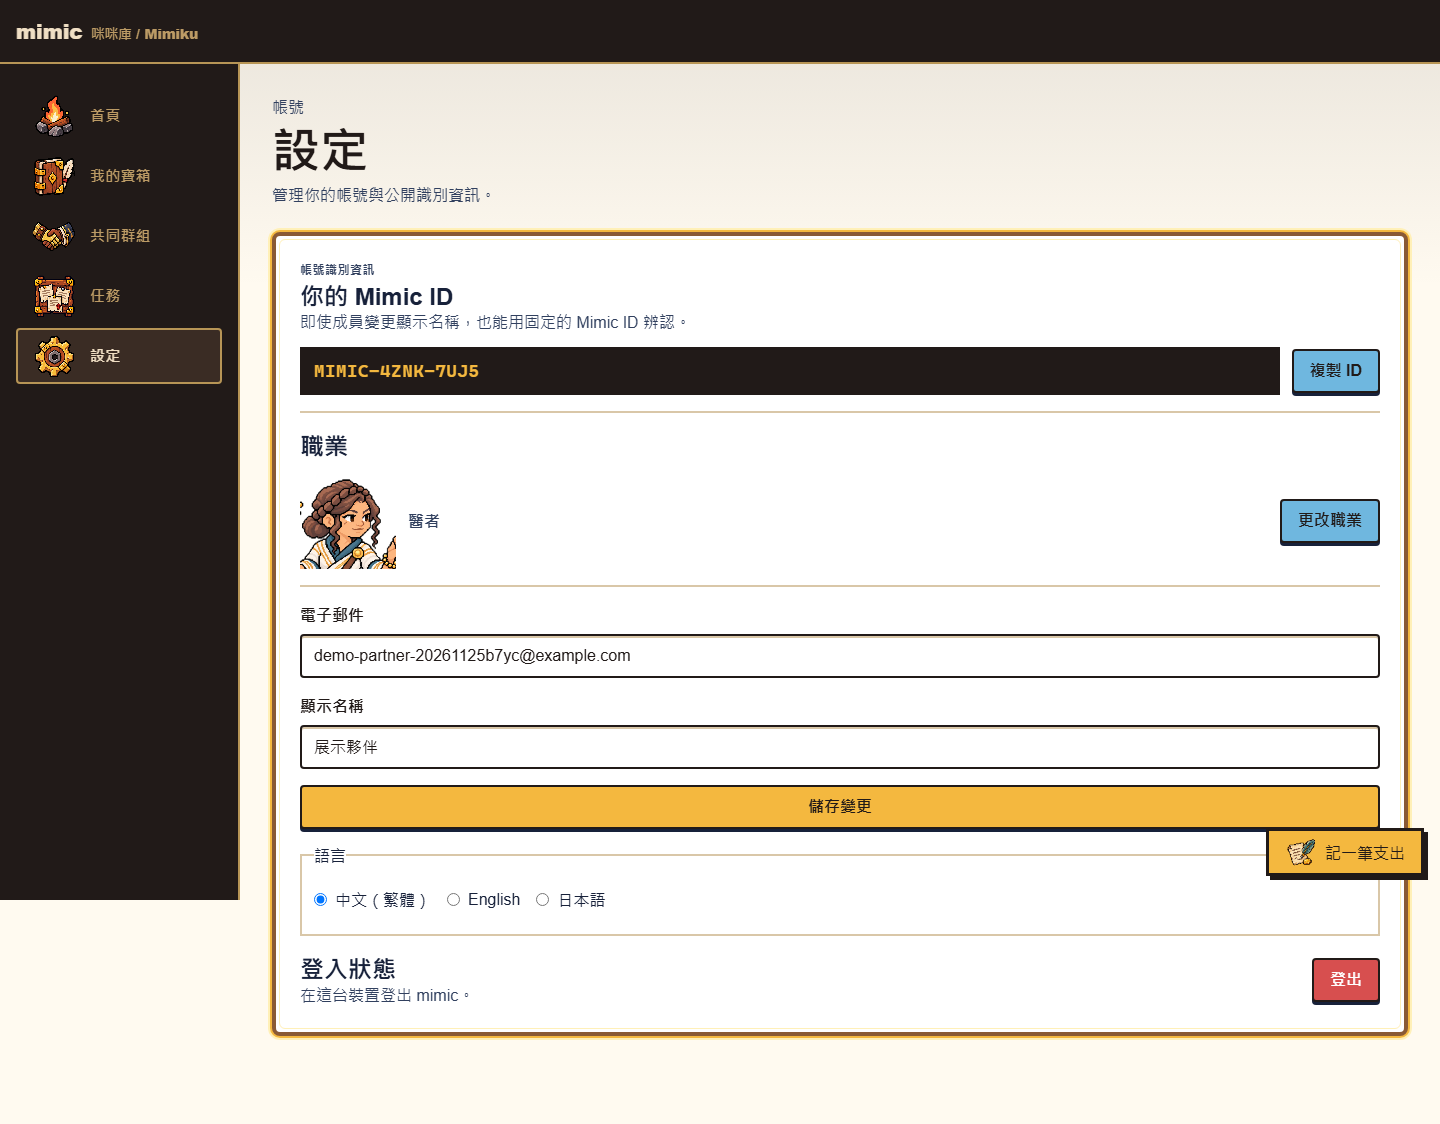 mimic 咪咪庫 / Mimiku
首頁
我的寶箱
共同群組
任務
設定
帳號
設定
管理你的帳號與公開識別資訊。
帳號識別資訊
你的 Mimic ID
即使成員變更顯示名稱，也能用固定的 Mimic ID 辨認。
MIMIC-4ZNK-7UJ5
複製 ID
職業
醫者
更改職業
電子郵件
demo-partner-20261125b7yc@example.com
顯示名稱
展示夥伴
儲存變更
記一筆支出
語言
中文（繁體） English 日本語
登入狀態
在這台裝置登出 mimic。
登出